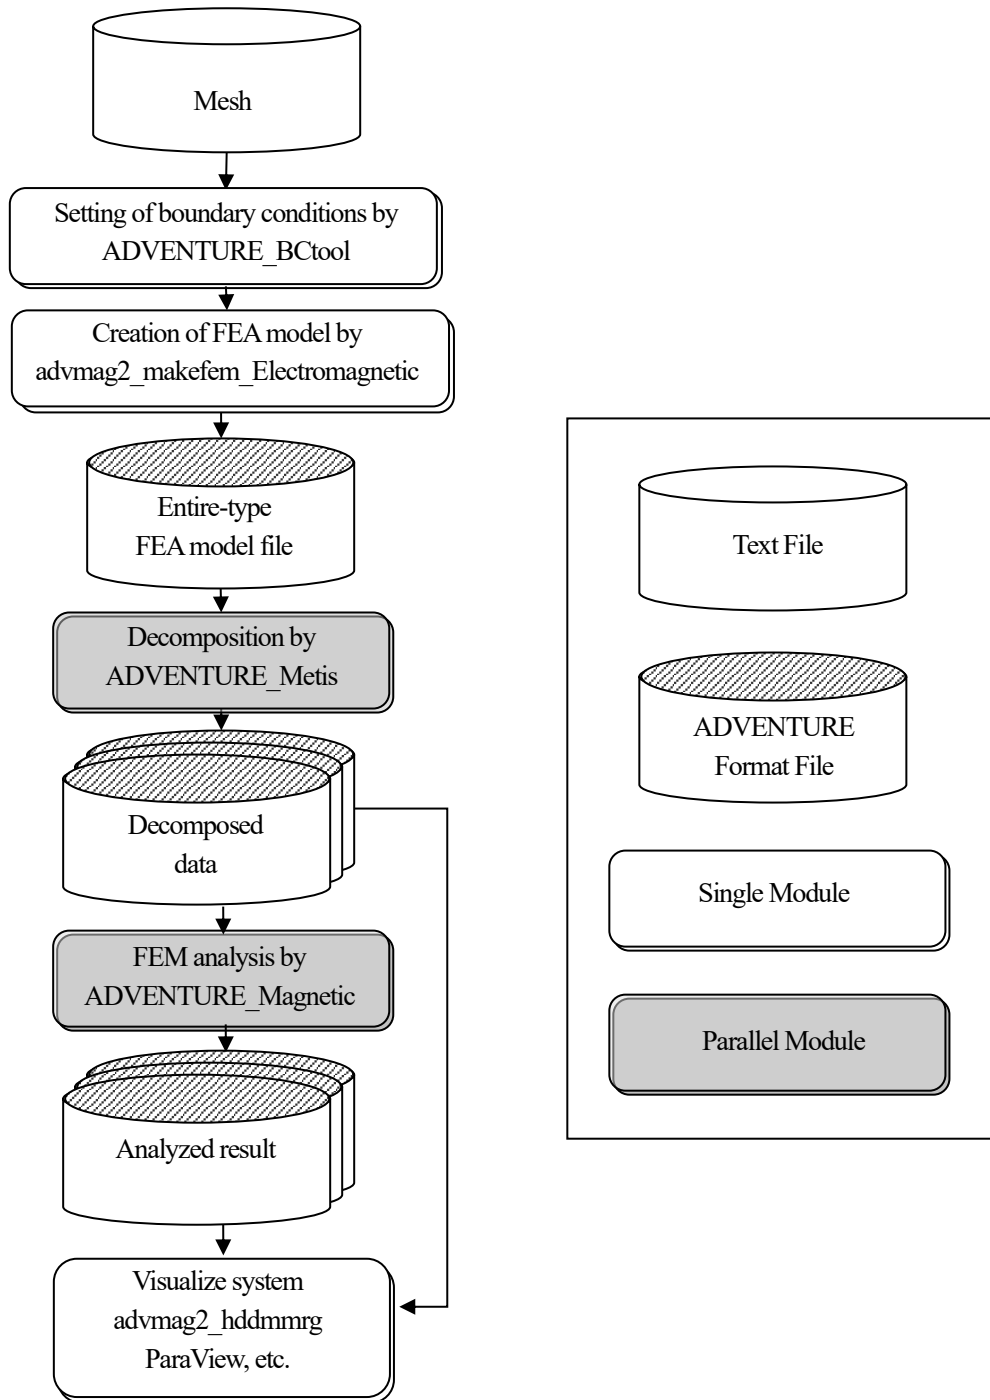 Mesh
Setting of boundary conditions by
ADVENTURE_BCtool
Creation of FEA model by
advmag2_makefem_Electromagnetic
Entire-type
FEA model file
Decomposition by
ADVENTURE_Metis
Decomposed
data
FEM analysis by
ADVENTURE_Magnetic
Analyzed result
Visualize system
advmag2_hddmmrg
ParaView, etc.
Text File
ADVENTURE
Format File
Single Module
Parallel Module